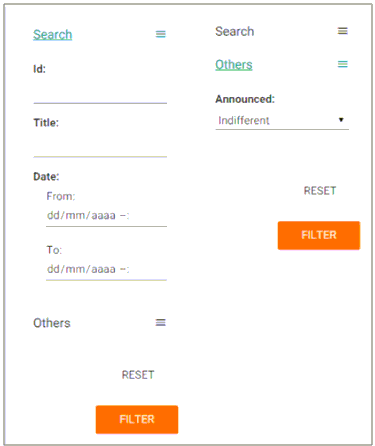 Search
Id:
Title:
Date:
From:
dd/mm/aaaa -:
To:
dd/mm/aaaa -:
Others
RESET
FILTER
Search
Others
Announced:
Indifferent
RESET
FILTER